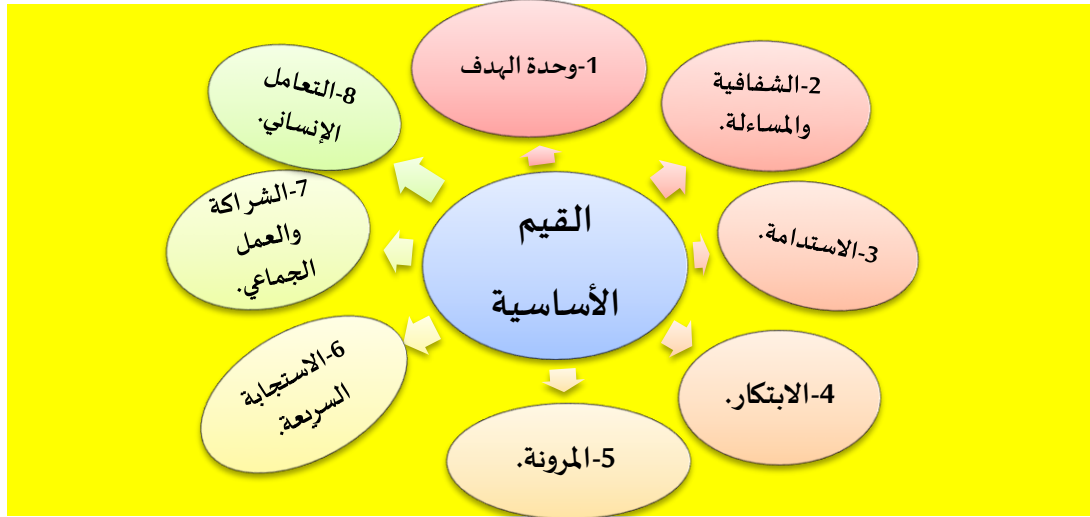 القيم
الأساسية
1-وحدة الهدف
2-الشفافية
والمساءلة.
3-الاستدامة.
4-الابتكار.
5-المرونة.
6-الاستجابة
السريعة.
7-الشراكة
والعمل
الجماعي.
8-التعامل
الإنساني.